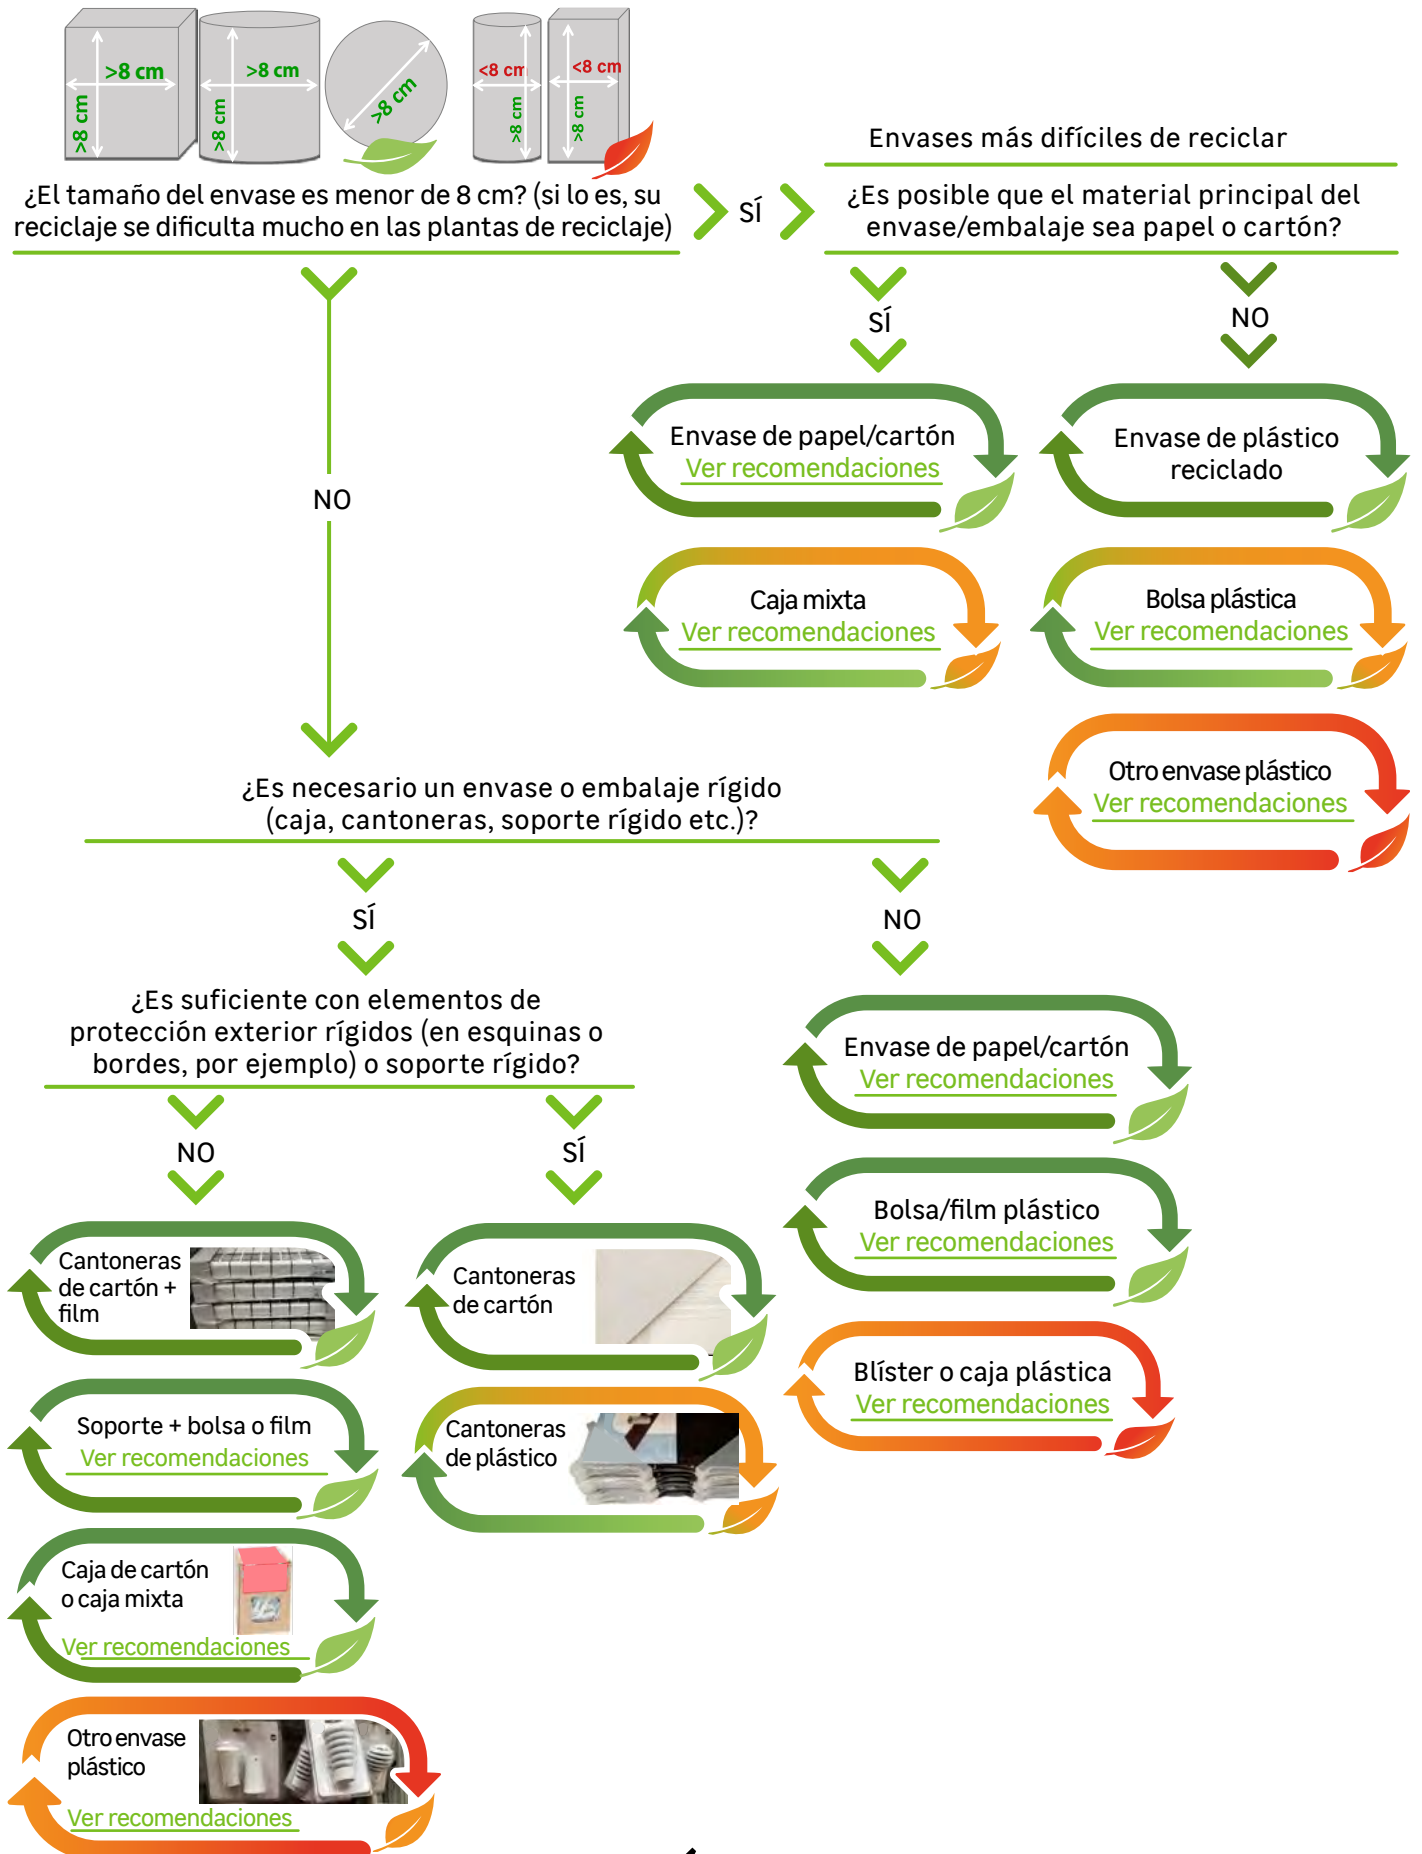 >8 cm
>8 cm
>8 cm
>8 cm
>8 cm
<8 cm
>8 cm
<8 cm
>8 cm
¿El tamaño del envase es menor de 8 cm? (si lo es, su
reciclaje se dificulta mucho en las plantas de reciclaje)
SÍ
Envases más difíciles de reciclar
¿Es posible que el material principal del
envase/embalaje sea papel o cartón?
SÍ
NO
Envase de papel/cartón
Ver recomendaciones
Envase de plástico
reciclado
Caja mixta
Ver recomendaciones
Bolsa plástica
Ver recomendaciones
Otro envase plástico
Ver recomendaciones
NO
¿Es necesario un envase o embalaje rígido
(caja, cantoneras, soporte rígido etc.)?
SÍ
NO
¿Es suficiente con elementos de
protección exterior rígidos (en esquinas o
bordes, por ejemplo) o soporte rígido?
NO
SÍ
Envase de papel/cartón
Ver recomendaciones
Bolsa/film plástico
Ver recomendaciones
Blíster o caja plástica
Ver recomendaciones
Cantoneras
de cartón +
film
Cantoneras
de cartón
Soporte + bolsa o film
Ver recomendaciones
Cantoneras
de plástico
Caja de cartón
o caja mixta
Ver recomendaciones
Otro envase
plástico
Ver recomendaciones